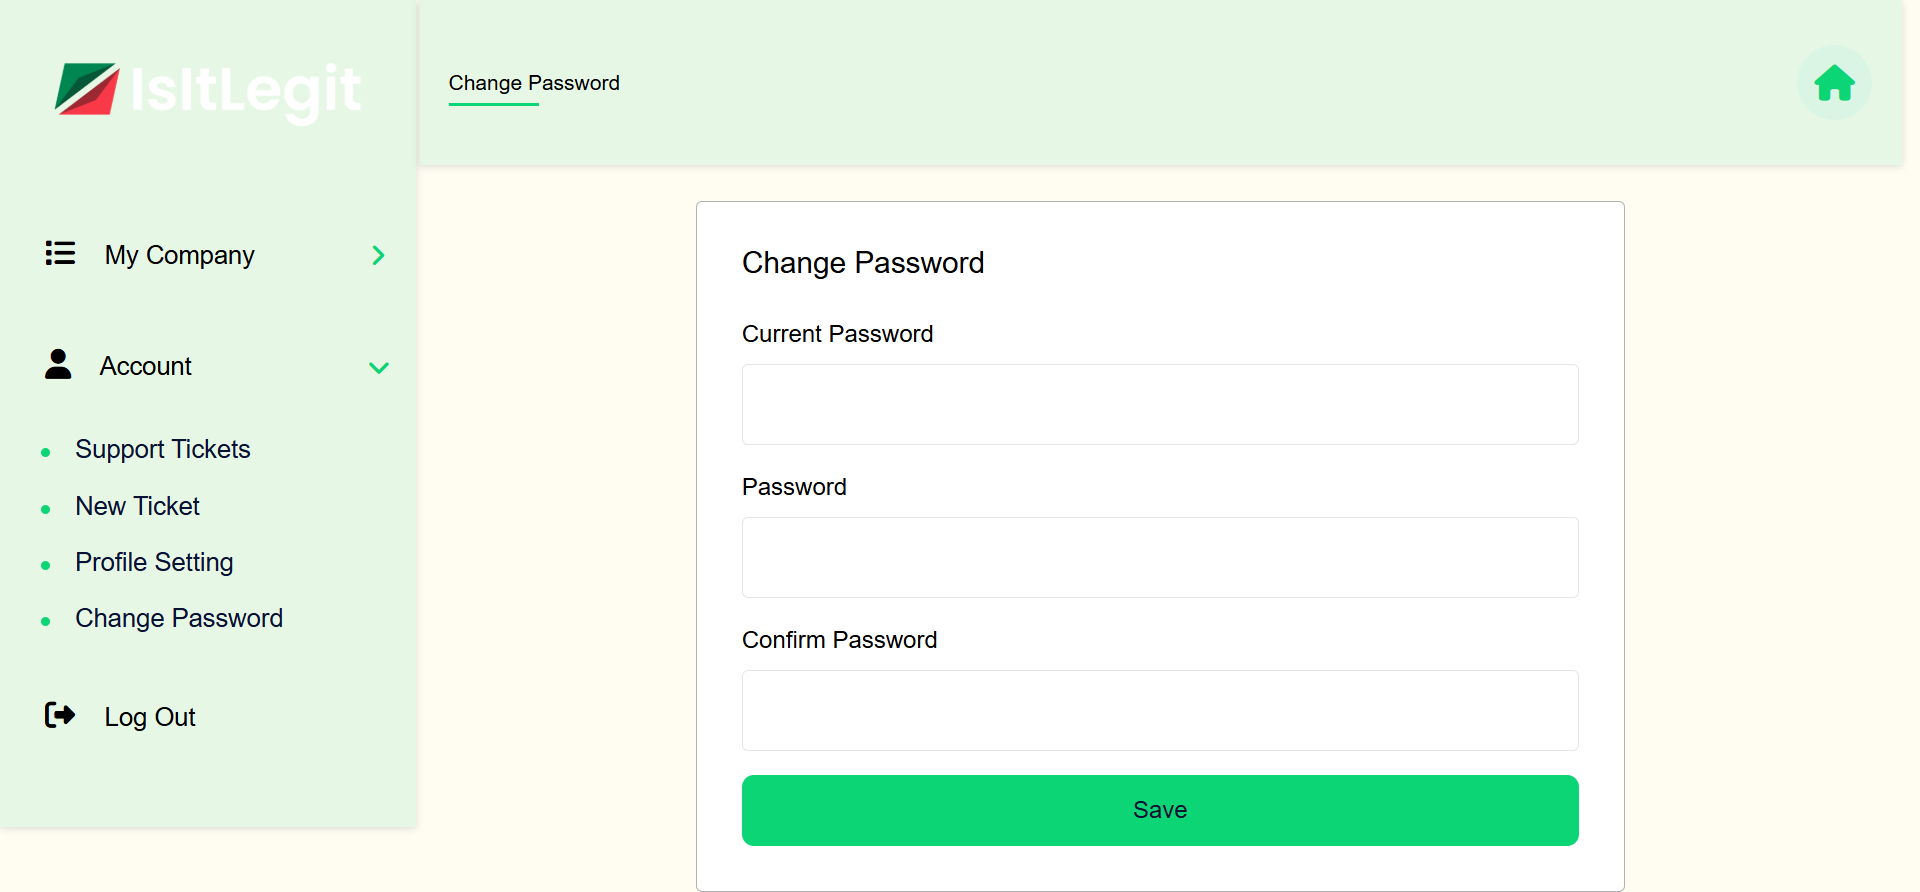 IsItLegit
Change Password
My Company
Account
Support Tickets
New Ticket
Profile Setting
Change Password
Log Out
Change Password
Current Password
Password
Confirm Password
Save